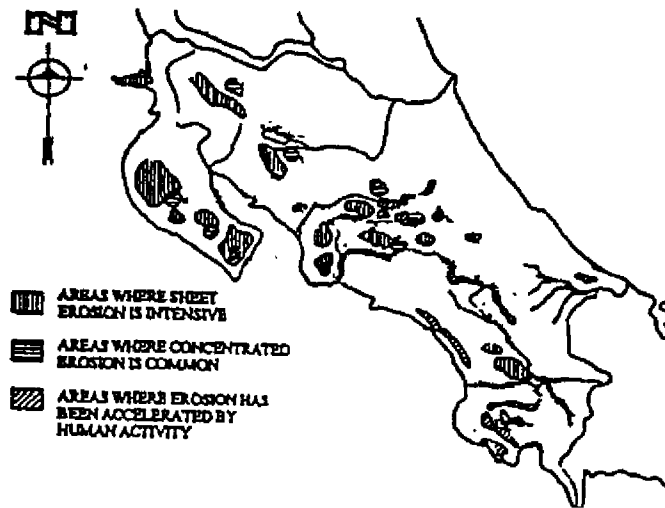 N
AREAS WHERE SHEET
EROSION IS INTENSIVE
AREAS WHERE CONCENTRATED
EROSION IS COMMON
AREAS WHERE EROSION HAS
BEEN ACCELERATED BY
HUMAN ACTIVITY